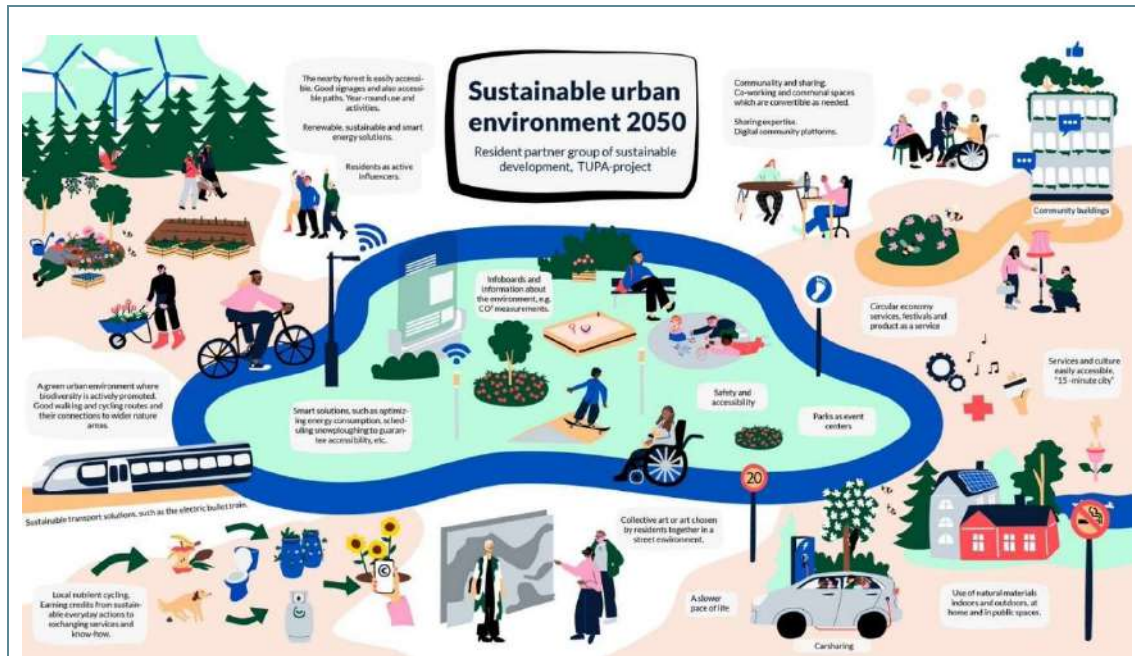 Sustainable urban
environment 2050
Resident partner group of sustainable
development, TUPA-project
The nearby forest is easily accessi-
ble. Good signages and also accessi-
ble paths. Year-round use and
activities.
Renewable, sustainable and smart
energy solutions.
Residents as active
influencers.
Communality and sharing.
Co-working and communal spaces
which are convertible as needed.
Sharing expertise.
Digital community platforms.
Community buildings
Infoboards and
information about
the environment, e.g.
CO² measurements.
Circular economy
services, festivals and
product as a service
Services and culture
easily accessible,
"15 -minute city"
A green urban environment where
biodiversity is actively promoted.
Good walking and cycling routes and
their connections to wider nature
areas.
Smart solutions, such as optimiz-
ing energy consumption, sche-
duling snowploughing to guaran-
tee accessibility, etc.
Safety and
accessibility
Parks as event
centers
20
Sustainable transport solutions, such as the electric bullet train.
Collective art or art chosen
by residents together in a
street environment.
Local nutrient cycling.
Earning credits from sustain-
able everyday actions to
exchanging services and
know-how.
A slower
pace of life
Carsharing
Use of natural materials
indoors and outdoors, at
home and in public spaces.